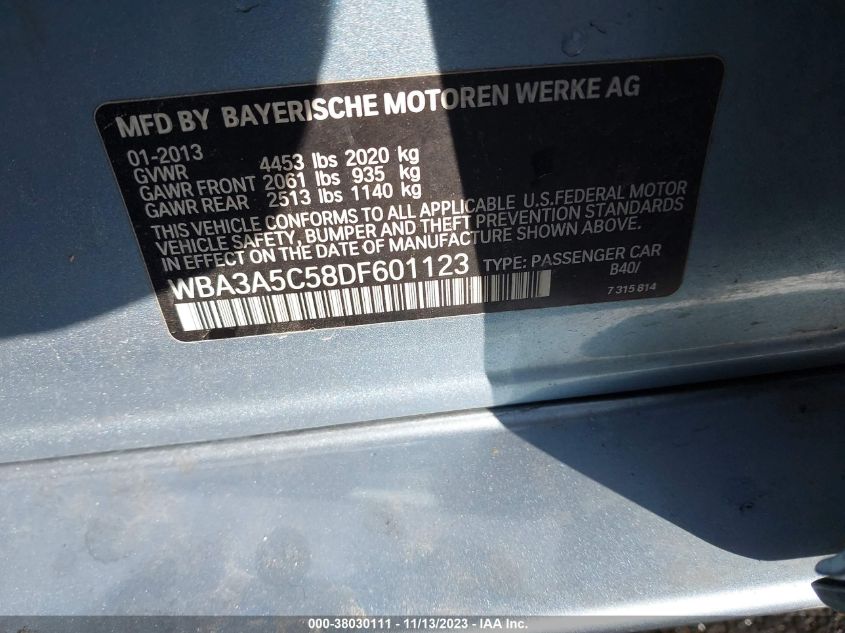 MFD BY BAYERISCHE MOTOREN WERKE AG
01-2013
GVWR 4453 lbs 2020 kg
GAWR FRONT 2061 lbs 935 kg
GAWR REAR 2513 lbs 1140 kg
THIS VEHICLE CONFORMS TO ALL APPLICABLE U.S.FEDERAL MOTOR
VEHICLE SAFETY, BUMPER AND THEFT PREVENTION STANDARDS
IN EFFECT ON THE DATE OF MANUFACTURE SHOWN ABOVE.
WBA3A5C58DF601123 TYPE: PASSENGER CAR
B40/
7 315 814
000-38030111 - 11/13/2023 - IAA Inc.